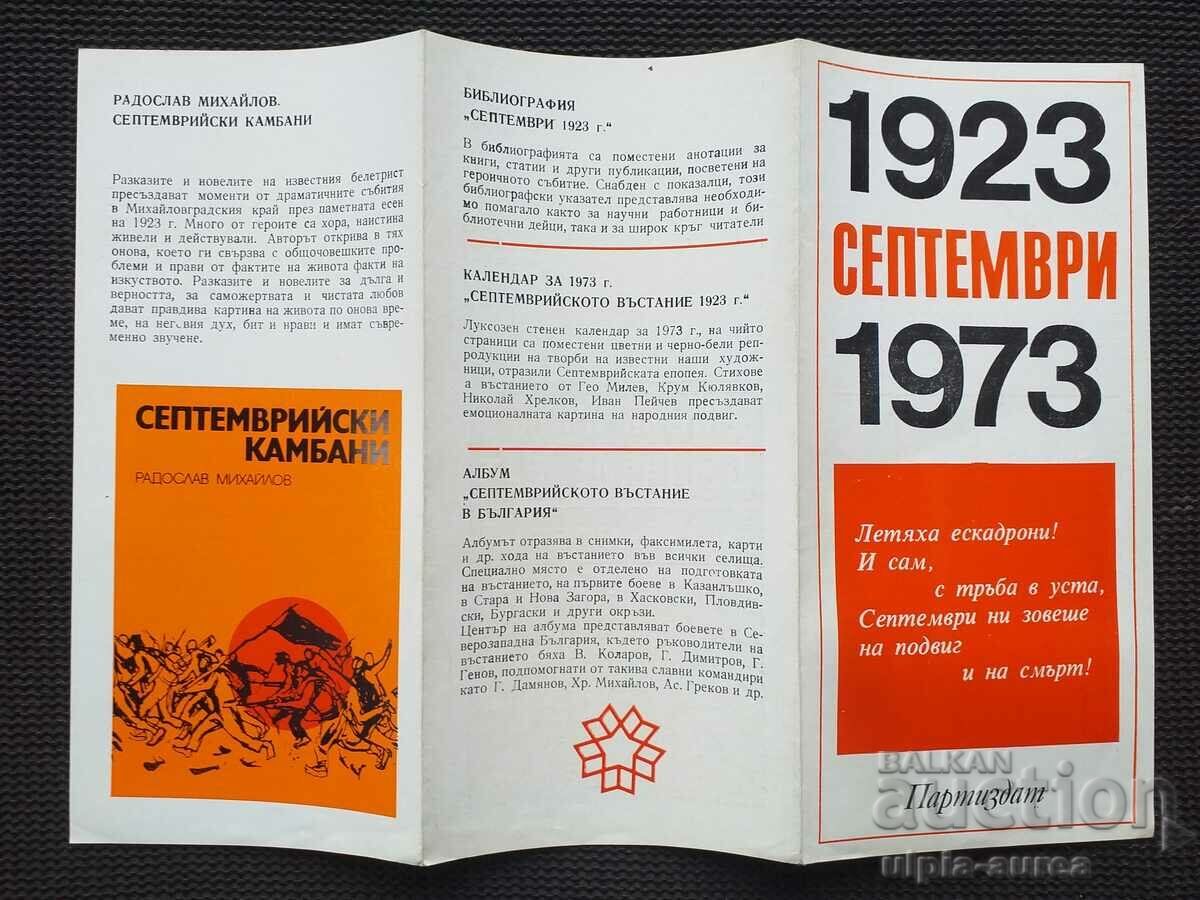 РАДОСЛАВ МИХАЙЛОВ.
СЕПТЕМВРИЙСКИ КАМБАНИ
Разказите и новелите на известния белетрист
пресъздават моменти от драматичните събития
в Михайловградския край през паметната есен
на 1923 г. Много от героите са хора, наистина
живели и действували. Авторът открива в тях
онова, което ги свързва с общочовешките про-
блеми и прави от фактите на живота факти на
изкуството. Разказите и новелите за дълга и
верността, за саможертвата и чистата любов
дават правдива картина на живота по онова вре-
ме, на неговия дух, бит и нрави и имат съвре-
менно звучене.
СЕПТЕМВРИЙСКИ
КАМБАНИ
РАДОСЛАВ МИХАЙЛОВ
БИБЛИОГРАФИЯ
„СЕПТЕМВРИ 1923 г.“
В библиографията са поместени анотации за
книги, статии и други публикации, посветени на
героичното събитие. Снабден с показалци, този
библиографски указател представлява необходи-
мо помагало както за научни работници и би-
блиотечни дейци, така и за широк кръг читатели
КАЛЕНДАР ЗА 1973 г.
„СЕПТЕМВРИЙСКОТО ВЪСТАНИЕ 1923 г.“
Луксозен стенен календар за 1973 г., на чийто
страници са поместени цветни и черно-бели реп-
родукции на творби на известни наши худож-
ници, отразили Септемврийската епопея. Стихове
а въстанието от Гео Милев, Крум Кюлявков,
Николай Хрелков, Иван Пейчев пресъздават
емоционалната картина на народния подвиг.
АЛБУМ
„СЕПТЕМВРИЙСКОТО ВЪСТАНИЕ
В БЪЛГАРИЯ“
Албумът отразява в снимки, факсимилета, карти
и др. хода на въстанието във всички селища.
Специално място е отделено на подготовката
на въстанието, на първите боеве в Казанлъшко,
в Стара и Нова Загора, в Хасковски, Пловдив-
ски, Бургаски и други окръзи.
Център на албума представляват боевете в Се-
верозападна България, където ръководители на
въстанието бяха В. Коларов, Г. Димитров, Г.
Генов, подпомогнати от такива славни командири
като Г. Дамянов, Хр. Михайлов, Ас. Греков и др.
1923
СЕПТЕМВРИ
1973
Летяха ескадрони!
И сам,
с тръба в уста,
Септември ни зовеше
на подвиг
и на смърт!
Партиздат
BALKAN
auction
ulpia-aurea